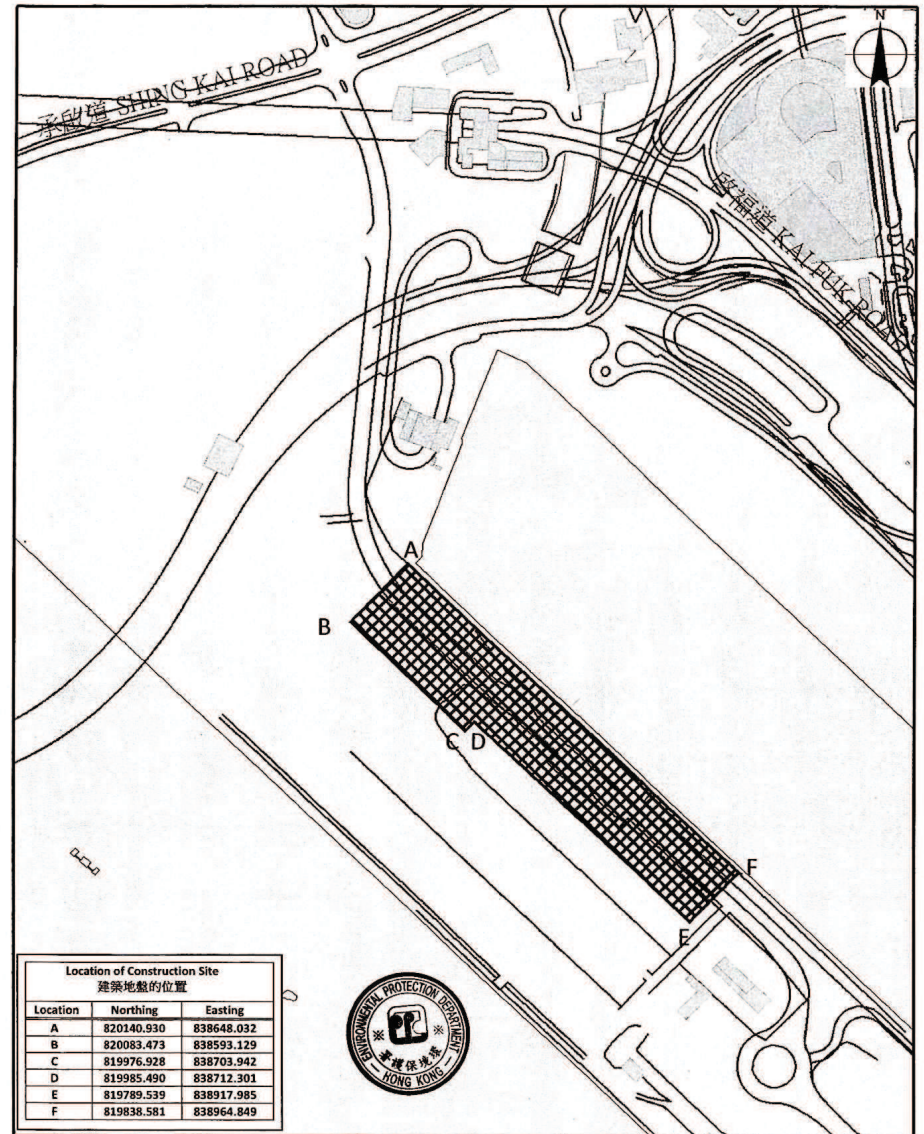 N
承啟道 SHING KAI ROAD
啓福道 KAI FUK ROAD
A
B
C D
F
E
Location of Construction Site
建築地盤的位置
Location Northing Easting
A 820140.930 838648.032
B 820083.473 838593.129
C 819976.928 838703.942
D 819985.490 838712.301
E 819789.539 838917.985
F 819838.581 838964.849
ENVIRONMENTAL PROTECTION DEPARTMENT
署護保境環
HONG KONG